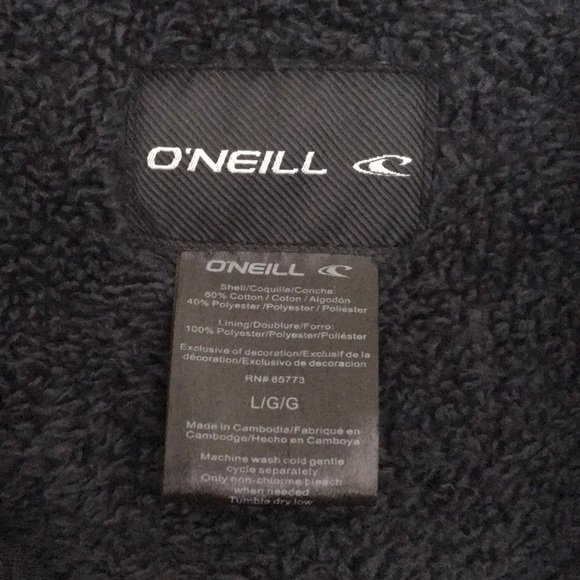 O'NEILL
O'NEILL
Shell/Coquille/Concha:
60% Cotton / Coton / Algodón
40% Polyester /Polyester / Poliéster
Lining/Doublure/Forro:
100% Polyester/Polyester/Poliéster
Exclusive of decoration/Exclusif de la
décoration/Exclusivo de decoracion
RN# 65773
L/G/G
Made in Cambodia/Fabriqué en
Cambodge/Hecho en Camboya
Machine wash cold gentle
cycle separately
Only non-chlorine bleach
when needed
Tumble dry low